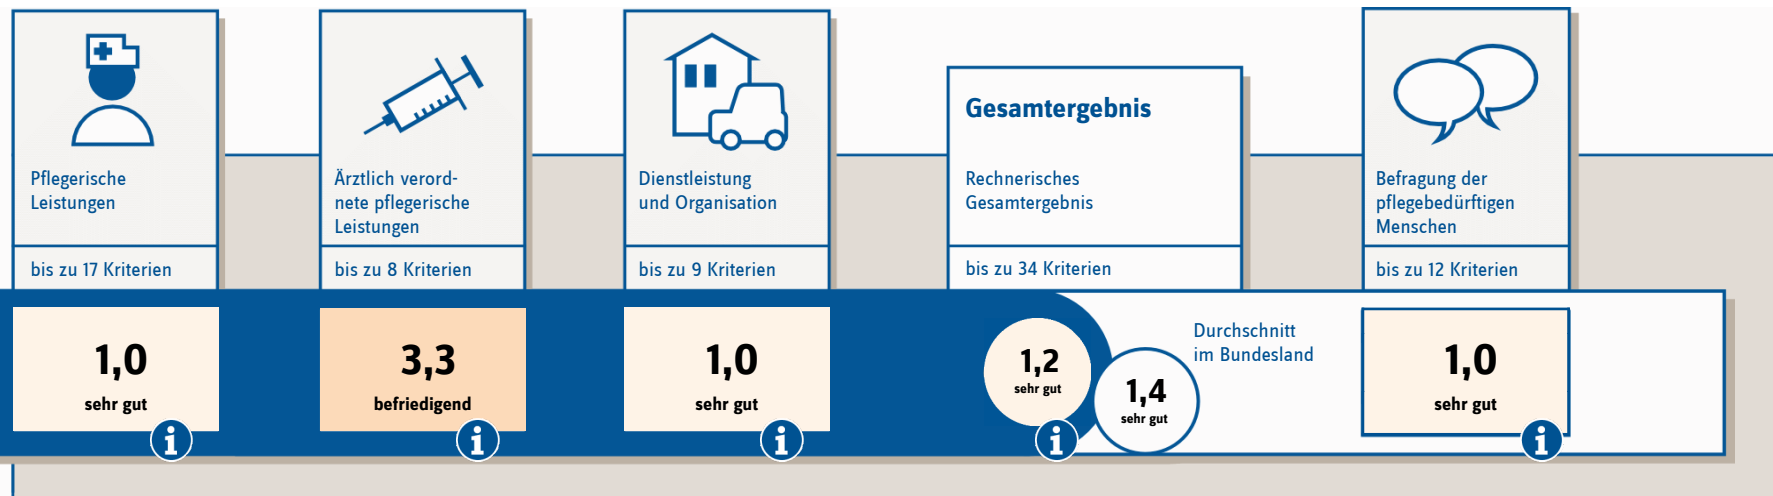 Pflegerische
Leistungen
bis zu 17 Kriterien
1,0
sehr gut
i
Ärztlich verord-
nete pflegerische
Leistungen
bis zu 8 Kriterien
3,3
befriedigend
i
Dienstleistung
und Organisation
bis zu 9 Kriterien
1,0
sehr gut
i
Gesamtergebnis
Rechnerisches
Gesamtergebnis
bis zu 34 Kriterien
1,2
sehr gut
i
Durchschnitt
im Bundesland
1,4
sehr gut
Befragung der
pflegebedürftigen
Menschen
bis zu 12 Kriterien
1,0
sehr gut
i